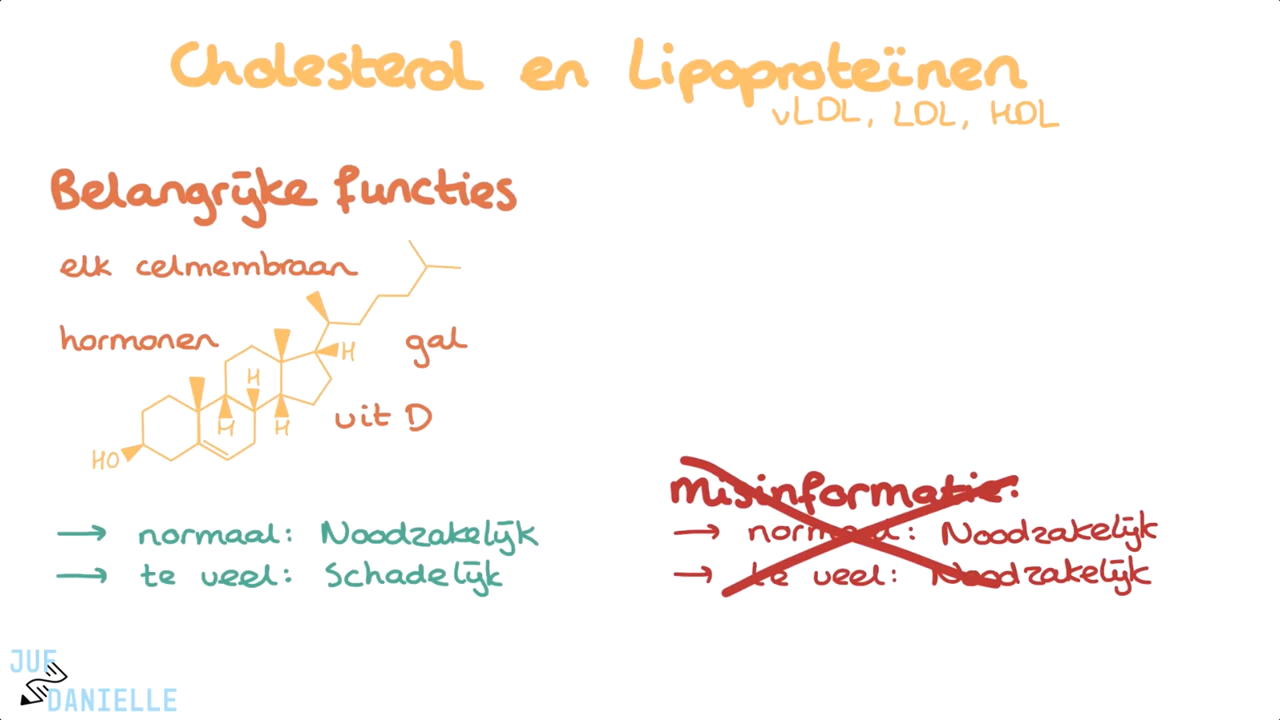 Cholesterol en Lipoproteïnen
vLDL, LDL, HDL
Belangrijke functies
elk celmembraan
hormonen
gal
H
H
H
H
vit D
HO
→ normaal: Noodzakelijk
→ te veel: Schadelijk
Misinformatie:
→ normaal: Noodzakelijk
→ te veel: Noodzakelijk
JUF
DANIELLE